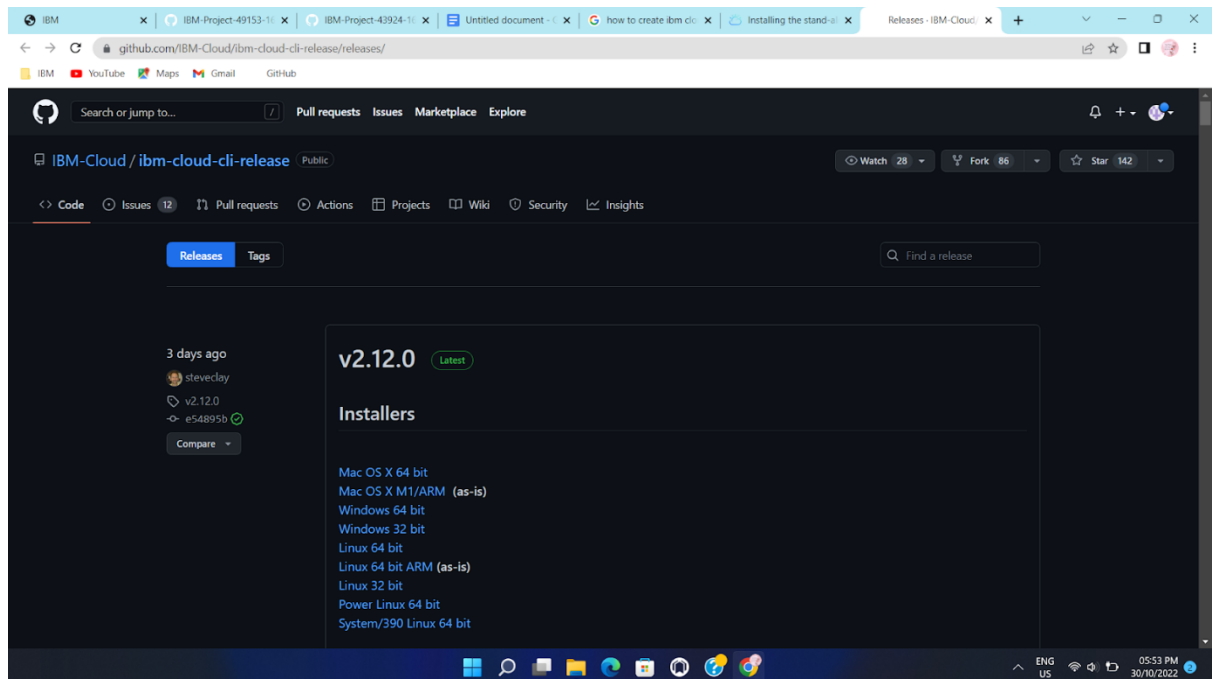 IBM
IBM-Project-49153-16
IBM-Project-43924-16
Untitled document - G
how to create ibm clo
Installing the stand-al
Releases · IBM-Cloud/
github.com/IBM-Cloud/ibm-cloud-cli-release/releases/
IBM YouTube Maps Gmail GitHub
Search or jump to... / Pull requests Issues Marketplace Explore
IBM-Cloud / ibm-cloud-cli-release Public Watch 28 Fork 86 Star 142
<> Code Issues 12 Pull requests Actions Projects Wiki Security Insights
Releases Tags Find a release
3 days ago
steveclay
v2.12.0
e54895b
Compare
v2.12.0 Latest
Installers
Mac OS X 64 bit
Mac OS X M1/ARM (as-is)
Windows 64 bit
Windows 32 bit
Linux 64 bit
Linux 64 bit ARM (as-is)
Linux 32 bit
Power Linux 64 bit
System/390 Linux 64 bit
ENG 05:53 PM
US 30/10/2022 2